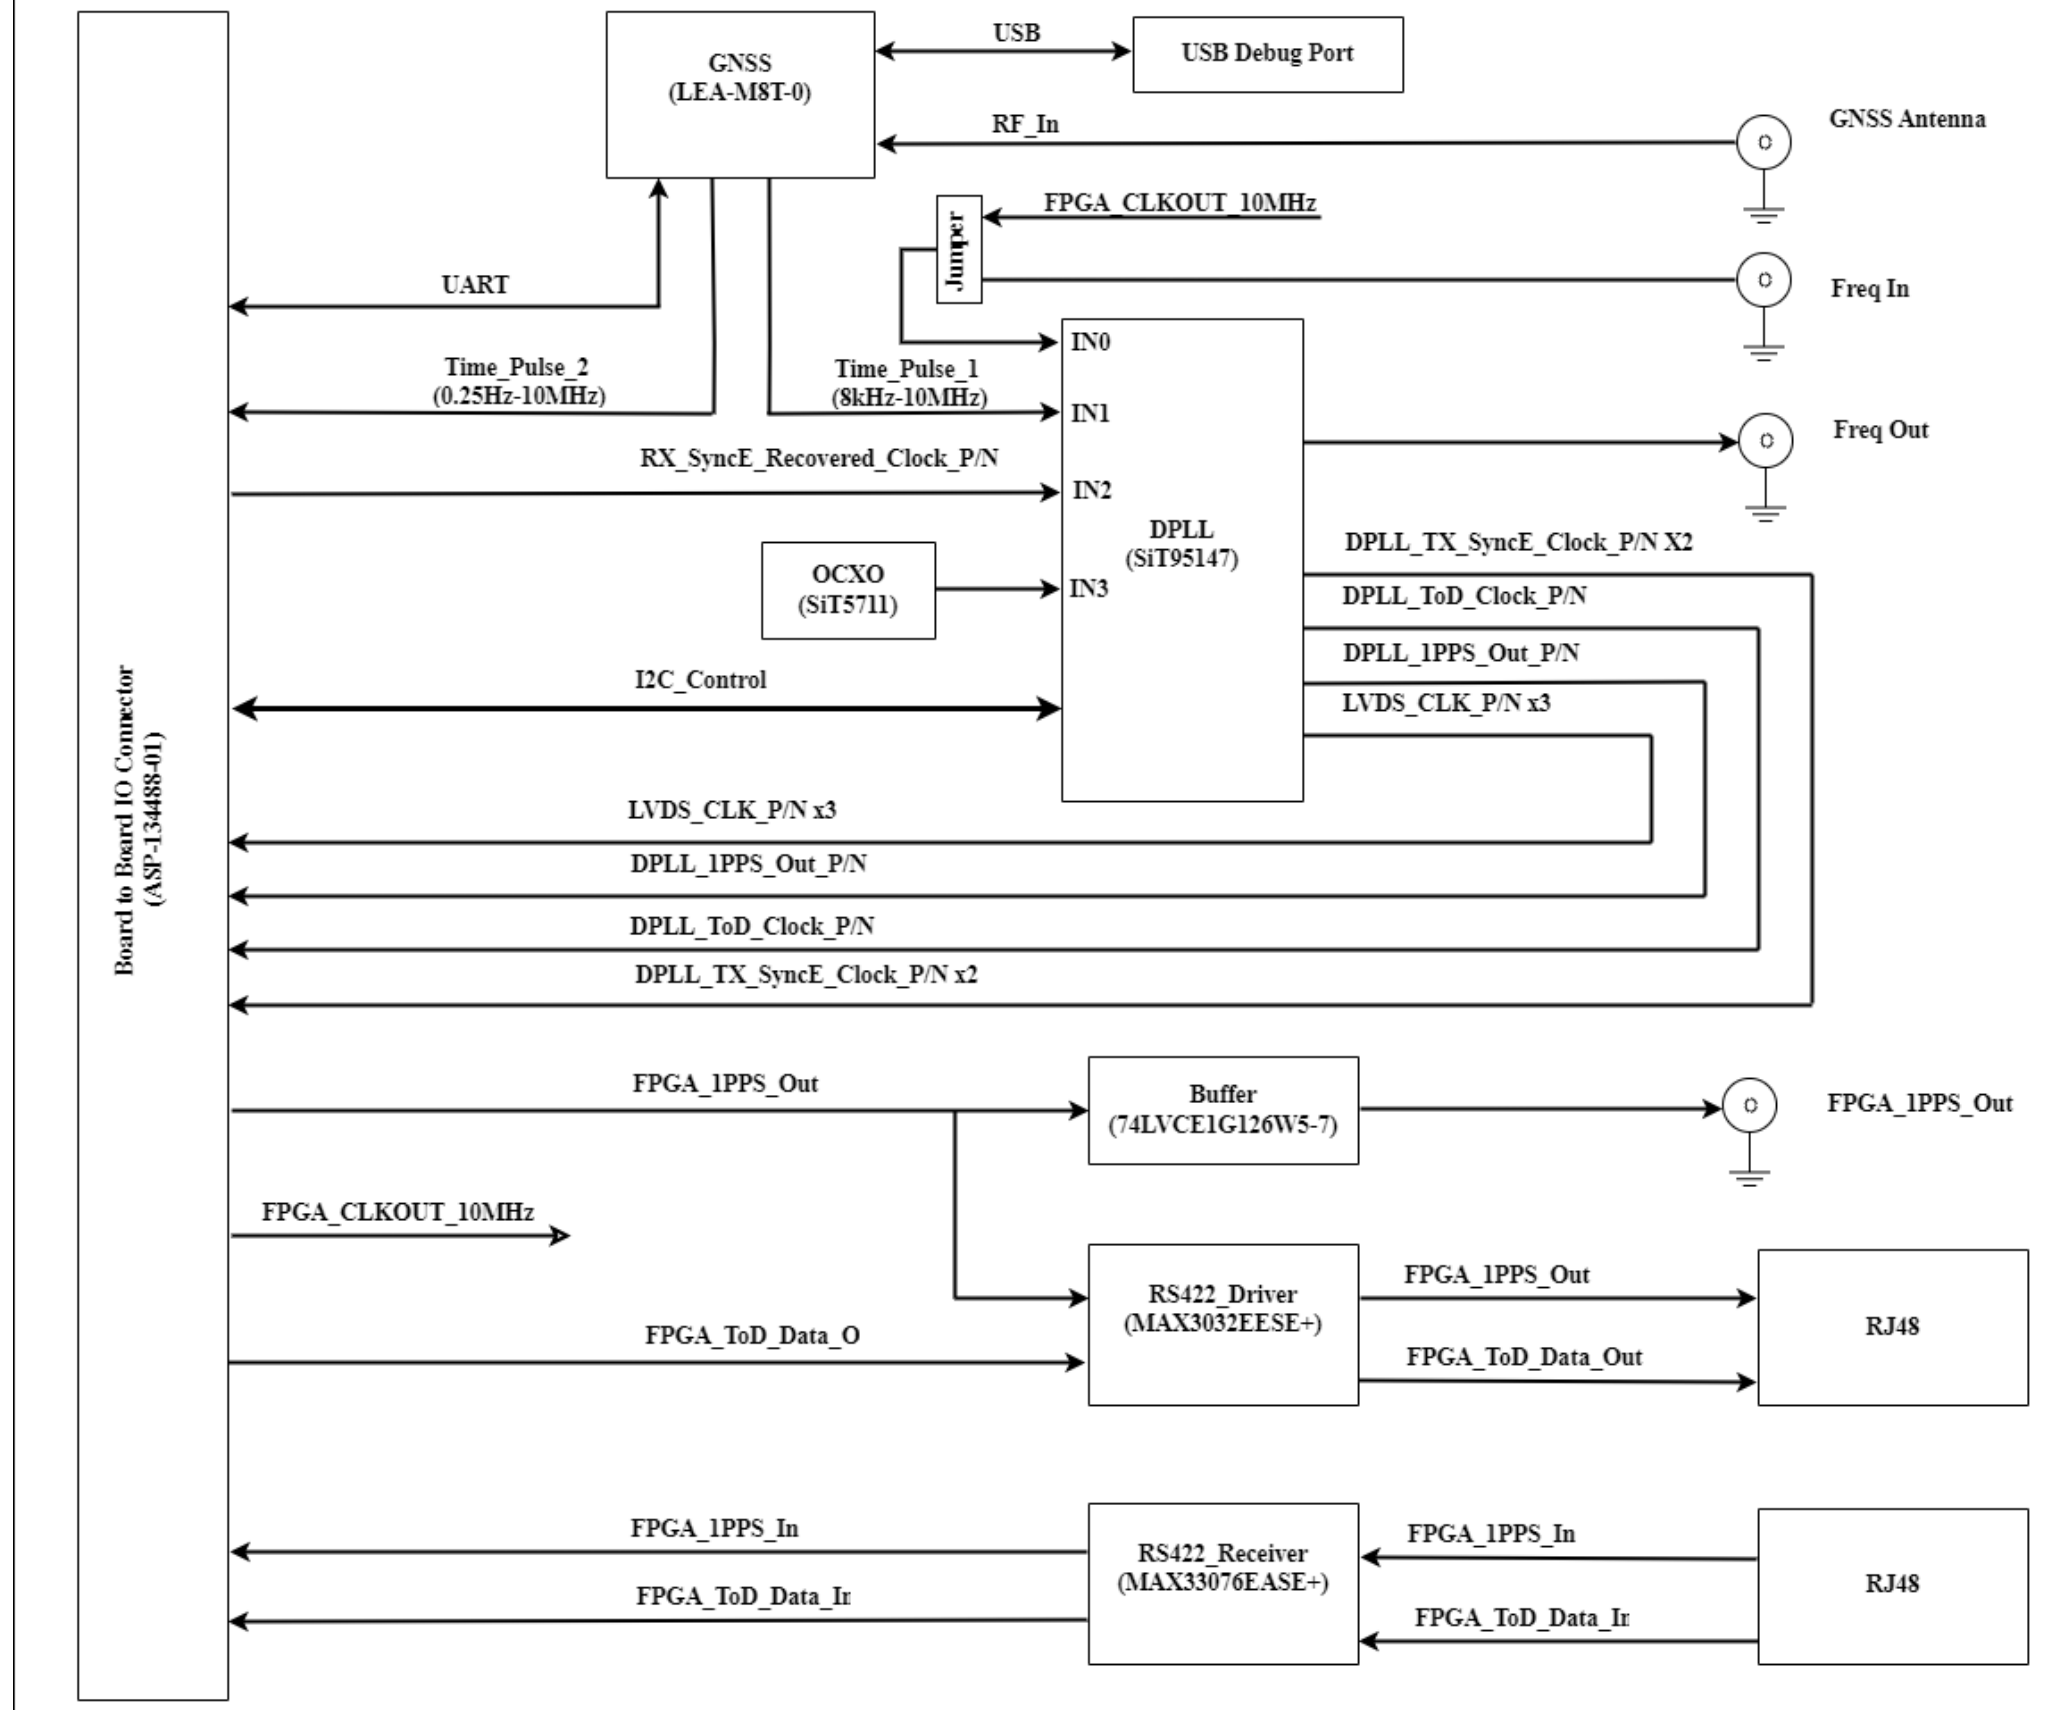 USB
USB Debug Port
GNSS
(LEA-M8T-0)
RF_In
GNSS Antenna
FPGA_CLKOUT_10MHz
Jumper
UART
Freq In
IN0
Time_Pulse_2
(0.25Hz-10MHz)
Time_Pulse_1
(8kHz-10MHz)
IN1
Freq Out
RX_SyncE_Recovered_Clock_P/N
IN2
DPLL
(SiT95147)
DPLL_TX_SyncE_Clock_P/N X2
OCXO
(SiT5711)
IN3
DPLL_ToD_Clock_P/N
DPLL_1PPS_Out_P/N
I2C_Control
LVDS_CLK_P/N x3
Board to Board IO Connector
(ASP-134488-01)
LVDS_CLK_P/N x3
DPLL_1PPS_Out_P/N
DPLL_ToD_Clock_P/N
DPLL_TX_SyncE_Clock_P/N x2
FPGA_1PPS_Out
Buffer
(74LVCE1G126W5-7)
FPGA_1PPS_Out
FPGA_CLKOUT_10MHz
RS422_Driver
(MAX3032EESE+)
FPGA_1PPS_Out
RJ48
FPGA_ToD_Data_O
FPGA_ToD_Data_Out
FPGA_1PPS_In
RS422_Receiver
(MAX33076EASE+)
FPGA_1PPS_In
RJ48
FPGA_ToD_Data_In
FPGA_ToD_Data_In